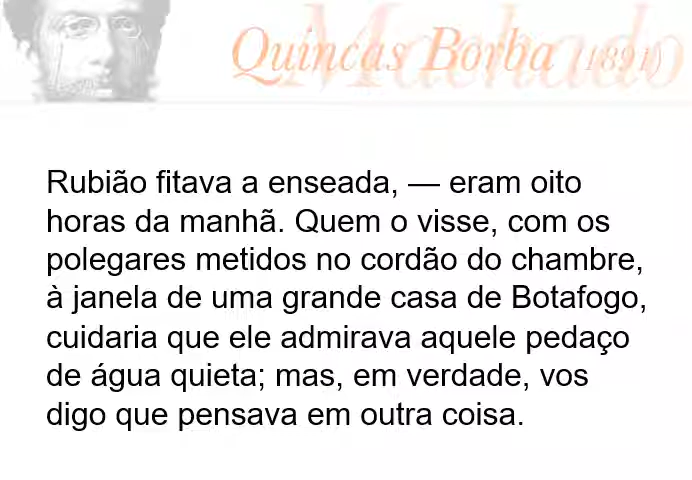 Machado
Quincas Borba (1891)
Rubião fitava a enseada, — eram oito
horas da manhã. Quem o visse, com os
polegares metidos no cordão do chambre,
à janela de uma grande casa de Botafogo,
cuidaria que ele admirava aquele pedaço
de água quieta; mas, em verdade, vos
digo que pensava em outra coisa.